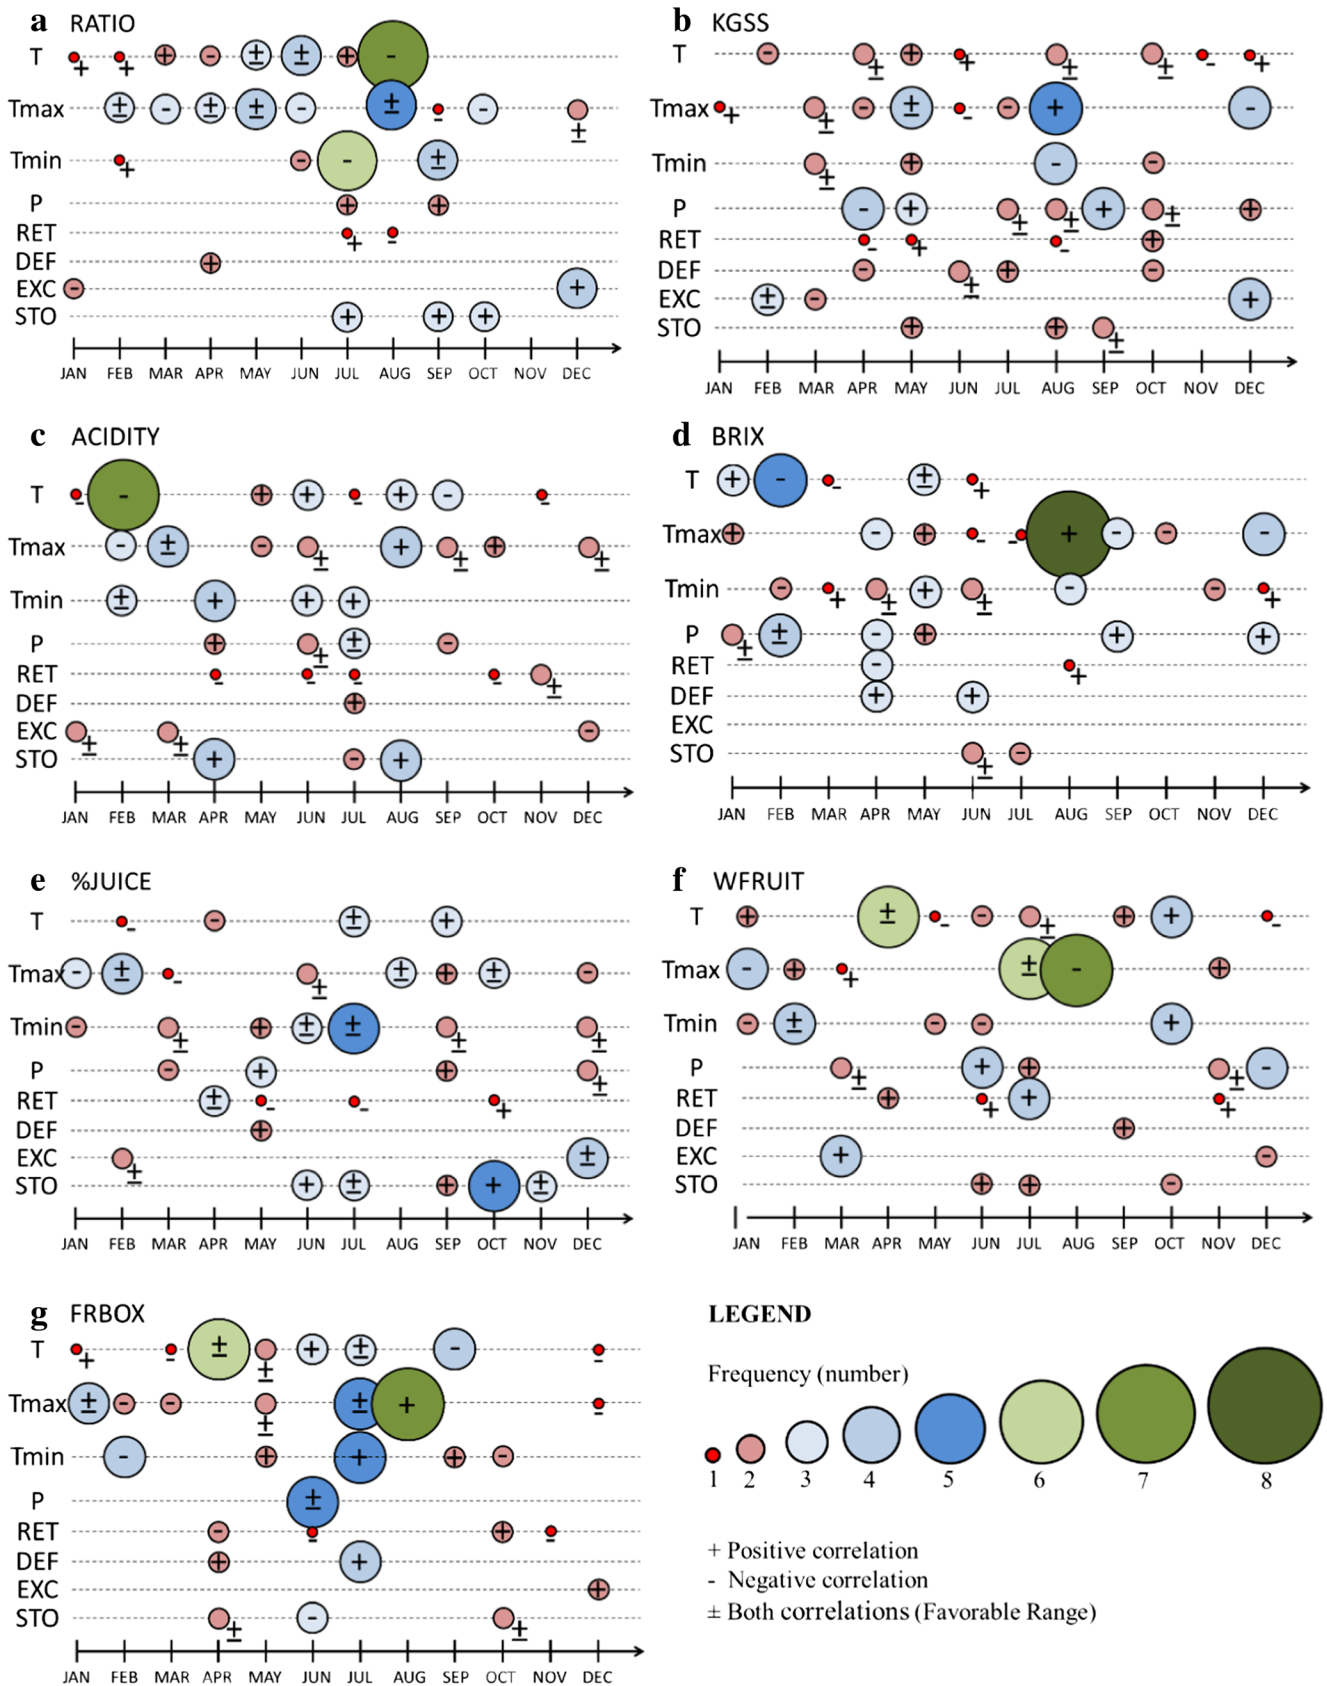 a RATIO
T
Tmax
Tmin
P
RET
DEF
EXC
STO
JAN FEB MAR APR MAY JUN JUL AUG SEP OCT NOV DEC
b KGSS
T
Tmax
Tmin
P
RET
DEF
EXC
STO
JAN FEB MAR APR MAY JUN JUL AUG SEP OCT NOV DEC
c ACIDITY
T
Tmax
Tmin
P
RET
DEF
EXC
STO
JAN FEB MAR APR MAY JUN JUL AUG SEP OCT NOV DEC
d BRIX
T
Tmax
Tmin
P
RET
DEF
EXC
STO
JAN FEB MAR APR MAY JUN JUL AUG SEP OCT NOV DEC
e %JUICE
T
Tmax
Tmin
P
RET
DEF
EXC
STO
JAN FEB MAR APR MAY JUN JUL AUG SEP OCT NOV DEC
f WFRUIT
T
Tmax
Tmin
P
RET
DEF
EXC
STO
JAN FEB MAR APR MAY JUN JUL AUG SEP OCT NOV DEC
g FRBOX
T
Tmax
Tmin
P
RET
DEF
EXC
STO
JAN FEB MAR APR MAY JUN JUL AUG SEP OCT NOV DEC
LEGEND
Frequency (number)
1 2 3 4 5 6 7 8
+ Positive correlation
- Negative correlation
± Both correlations (Favorable Range)